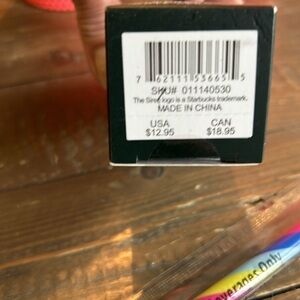 7 62111 53665 5
SKU# 011140530
The Siren logo is a Starbucks trademark.
MADE IN CHINA
USA CAN
$12.95 $18.95
Beverages Only